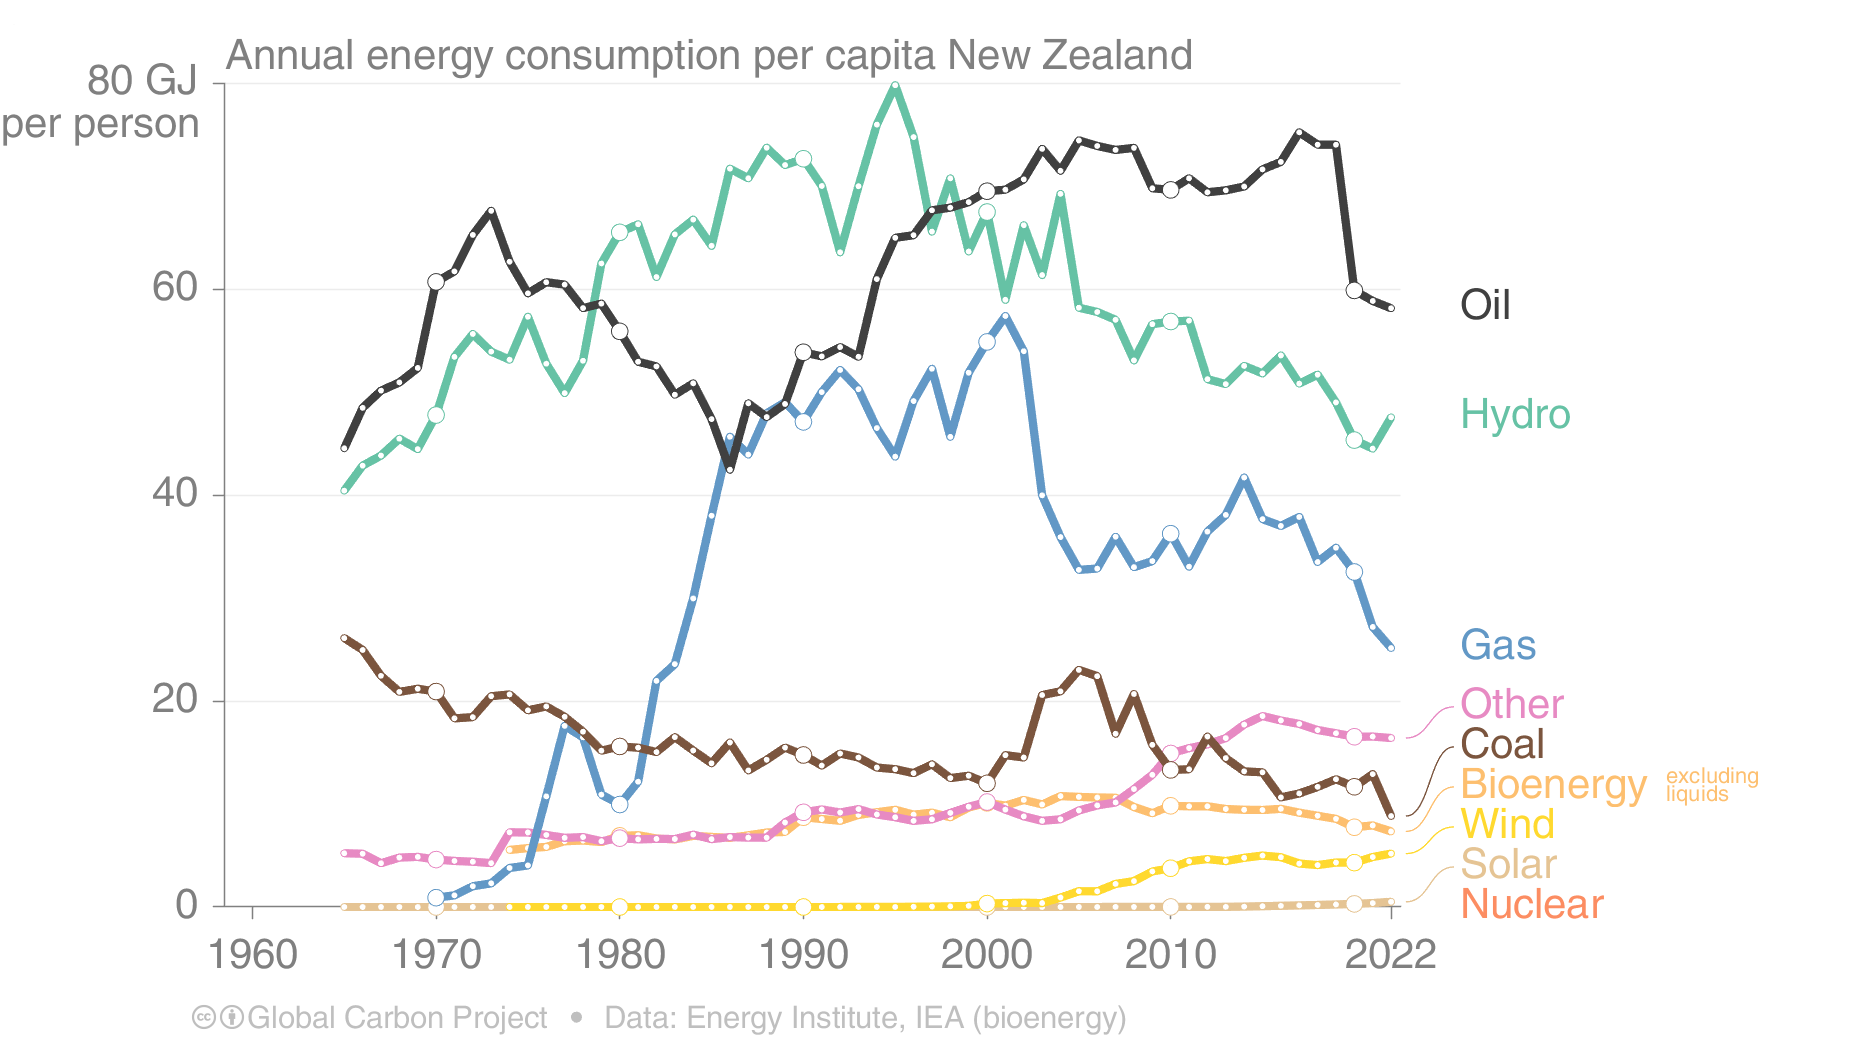 Annual energy consumption per capita New Zealand
80 GJ
per person
60
40
20
0
1960 1970 1980 1990 2000 2010 2022
Oil
Hydro
Gas
Other
Coal
Bioenergy excluding liquids
Wind
Solar
Nuclear
cc Global Carbon Project • Data: Energy Institute, IEA (bioenergy)